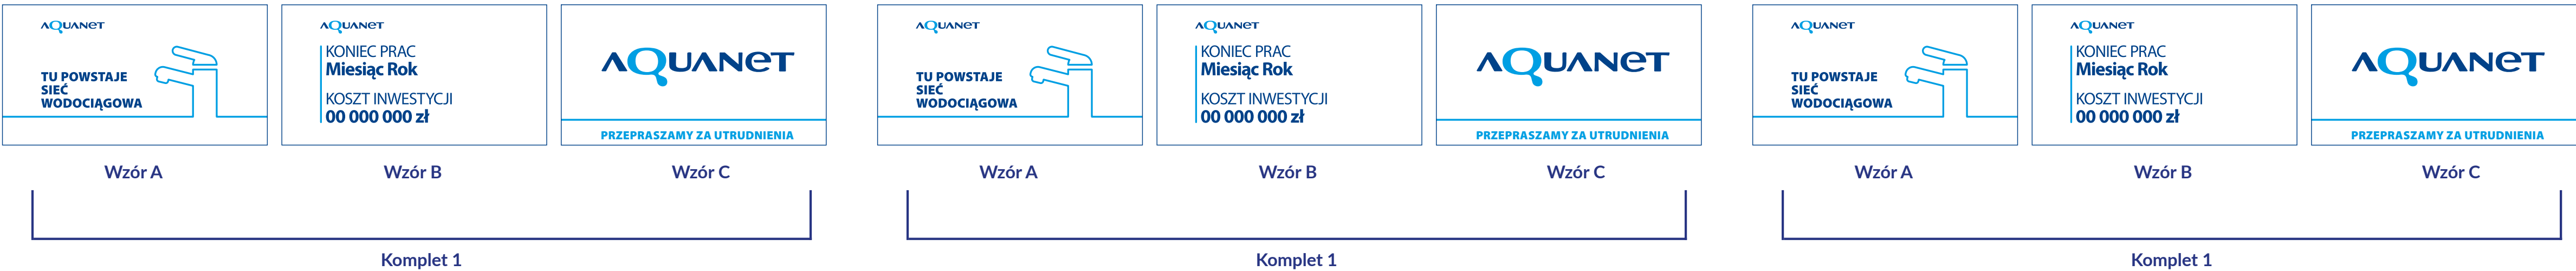 AQUANET
TU POWSTAJE
SIEĆ
WODOCIĄGOWA
AQUANET
KONIEC PRAC
Miesiąc Rok
KOSZT INWESTYCJI
00 000 000 zł
AQUANET
PRZEPRASZAMY ZA UTRUDNIENIA
AQUANET
TU POWSTAJE
SIEĆ
WODOCIĄGOWA
AQUANET
KONIEC PRAC
Miesiąc Rok
KOSZT INWESTYCJI
00 000 000 zł
AQUANET
PRZEPRASZAMY ZA UTRUDNIENIA
AQUANET
TU POWSTAJE
SIEĆ
WODOCIĄGOWA
AQUANET
KONIEC PRAC
Miesiąc Rok
KOSZT INWESTYCJI
00 000 000 zł
AQUANET
PRZEPRASZAMY ZA UTRUDNIENIA
Wzór A
Wzór B
Wzór C
Wzór A
Wzór B
Wzór C
Wzór A
Wzór B
Wzór C
Komplet 1
Komplet 1
Komplet 1